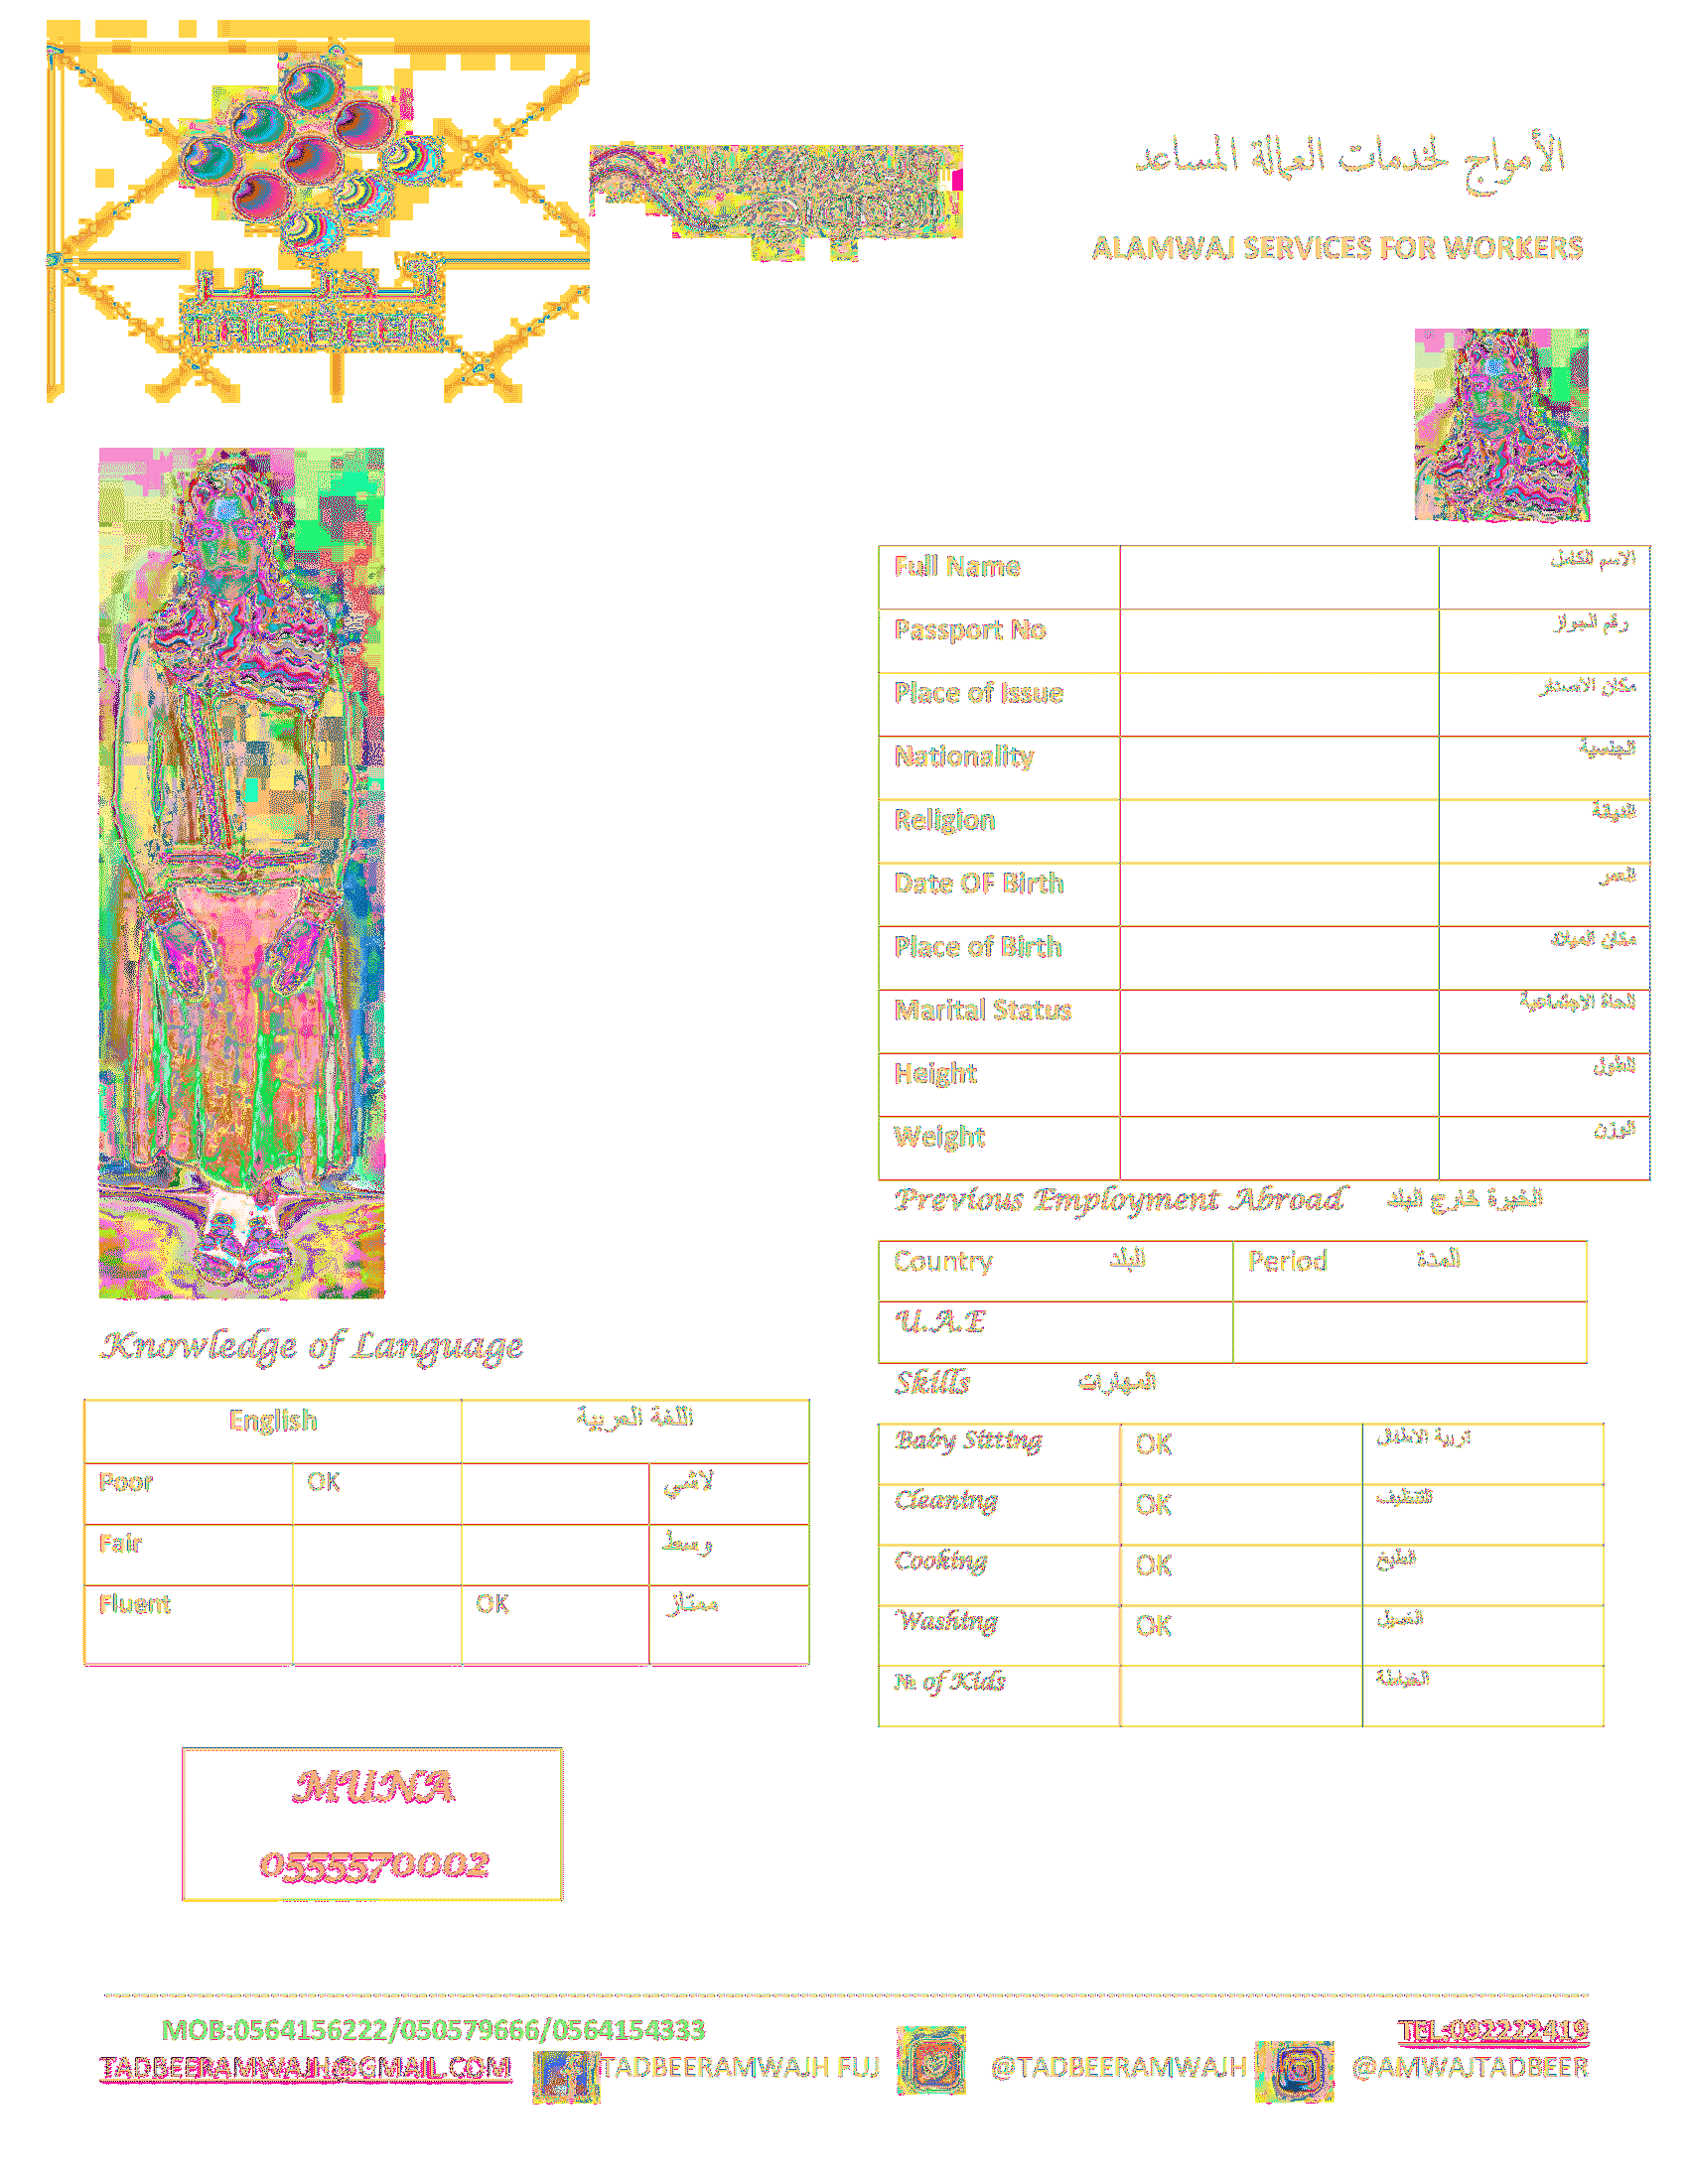 TAD-BEER
الأمواج لخدمات العمالة المساعد
ALAMWAJ SERVICES FOR WORKERS
Full Name الاسم الكامل
Passport No رقم الجواز
Place of Issue مكان الاصدار
Nationality الجنسية
Religion الديانة
Date OF Birth العمر
Place of Birth مكان الميلاد
Marital Status الحالة الاجتماعية
Height الطول
Weight الوزن
Previous Employment Abroad الخبرة خارج البلد
Country البلد Period المدة
U.A.E
Skills المهارات
Baby Sitting OK تربية الاطفال
Cleaning OK التنظيف
Cooking OK الطبخ
Washing OK الغسيل
№ of Kids الخياطة
Knowledge of Language
English اللغة العربية
Poor OK لاشي
Fair وسط
Fluent OK ممتاز
MUNA
0555570002
MOB:0564156222/050579666/0564154333 TEL:092222419
TADBEERAMWAJH@GMAIL.COM TADBEERAMWAJH FUJ @TADBEERAMWAJH @AMWAJTADBEER